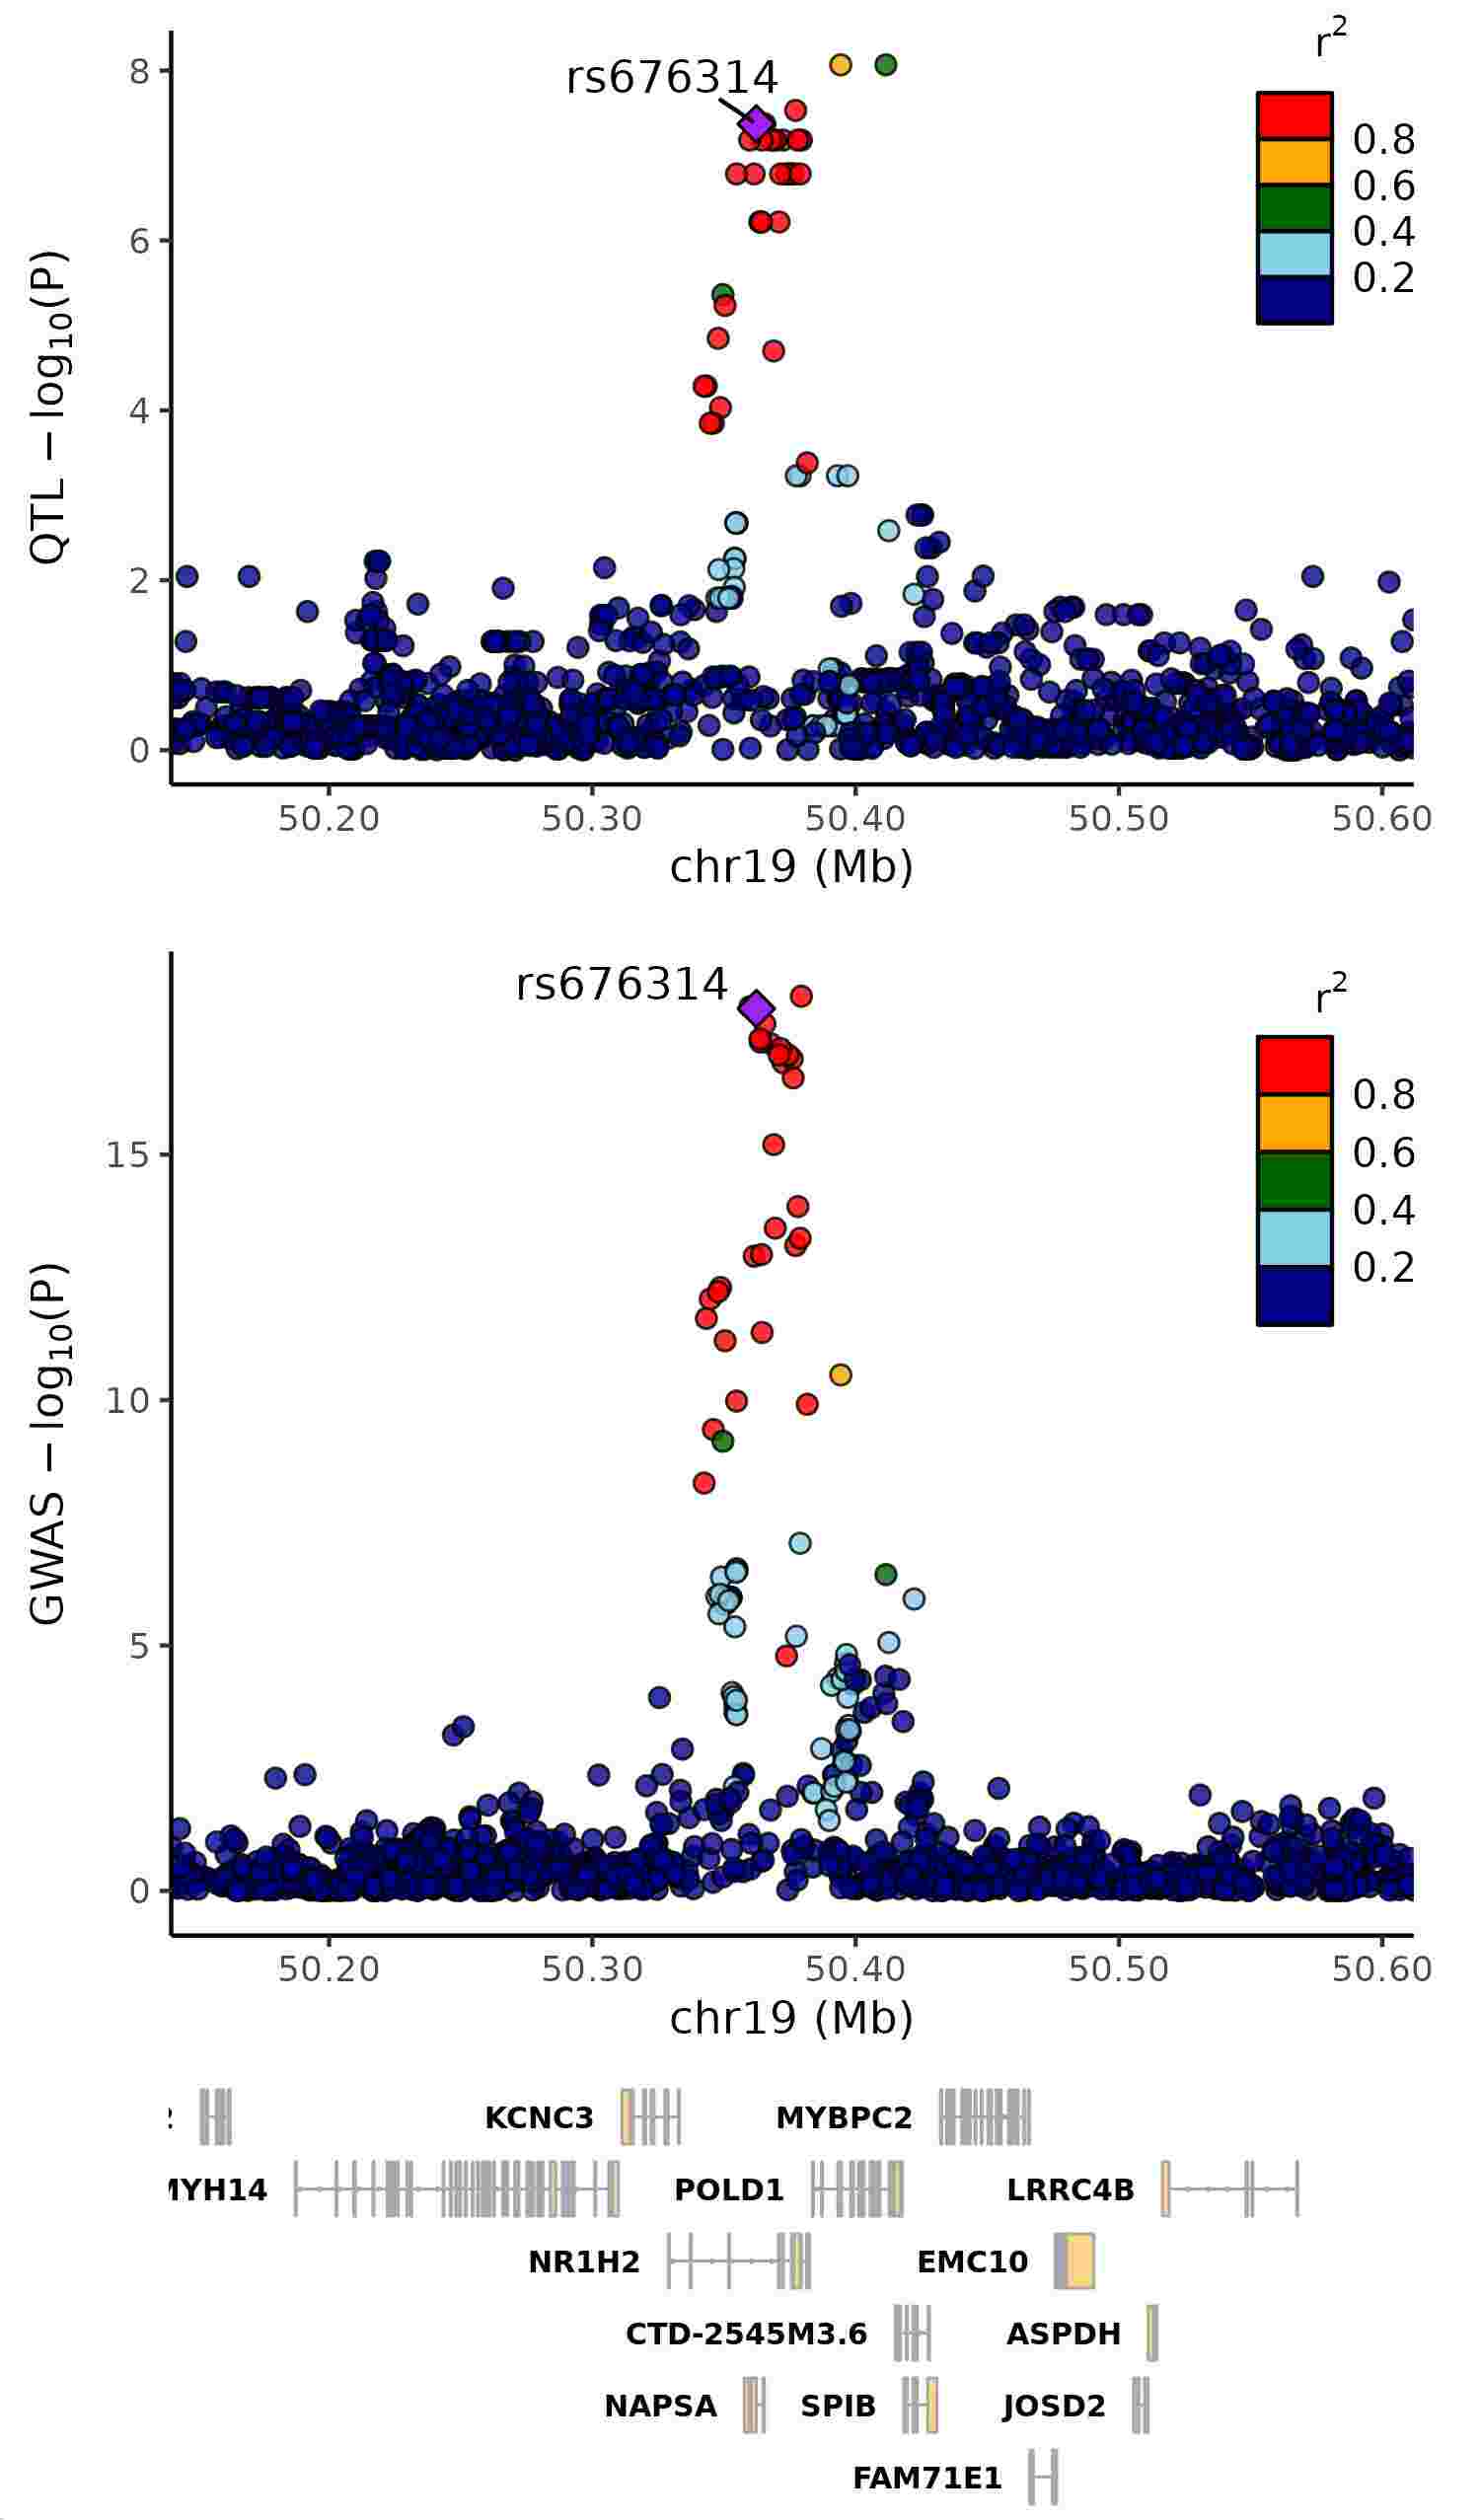 r2
rs676314
8
6
4
2
0
0.8
0.6
0.4
0.2
QTL − log10(P)
50.20 50.30 50.40 50.50 50.60
chr19 (Mb)
r2
rs676314
15
10
5
0
0.8
0.6
0.4
0.2
GWAS − log10(P)
50.20 50.30 50.40 50.50 50.60
chr19 (Mb)
KCNC3 MYBPC2
MYH14 POLD1 LRRC4B
NR1H2 EMC10
CTD-2545M3.6 ASPDH
NAPSA SPIB JOSD2
FAM71E1